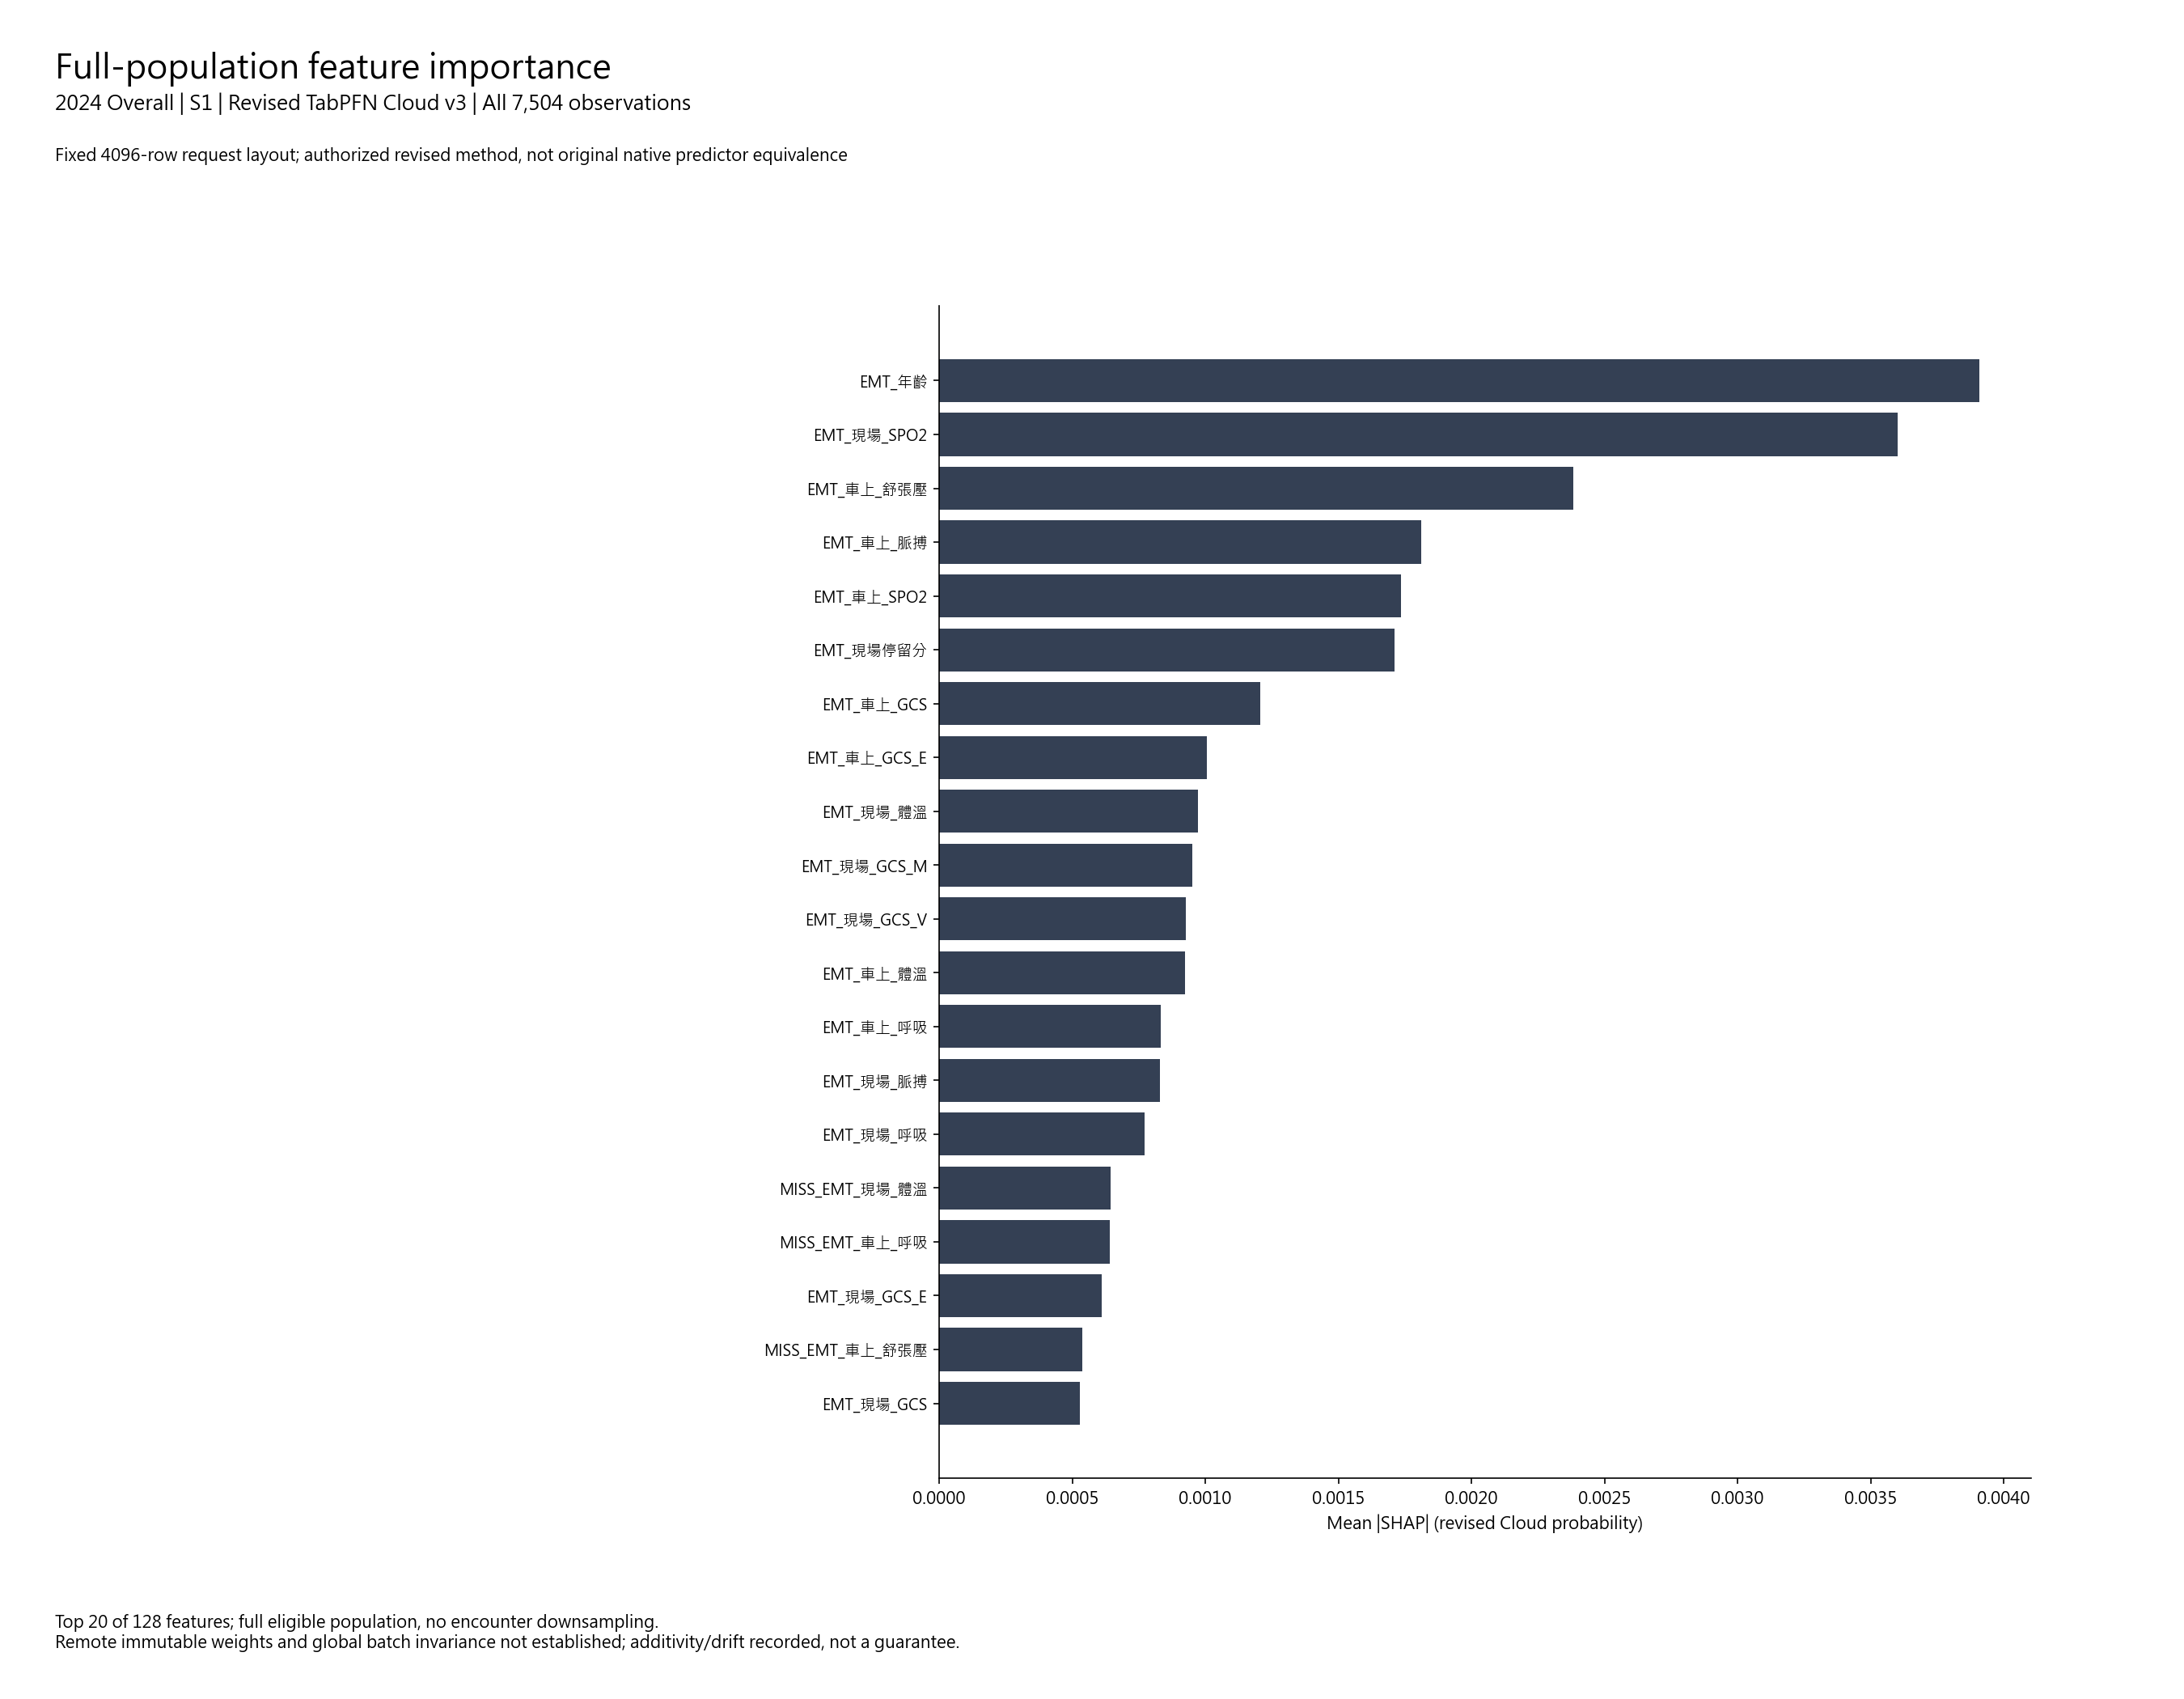 Full-population feature importance
2024 Overall | S1 | Revised TabPFN Cloud v3 | All 7,504 observations
Fixed 4096-row request layout; authorized revised method, not original native predictor equivalence
EMT_年齡
EMT_現場_SPO2
EMT_車上_舒張壓
EMT_車上_脈搏
EMT_車上_SPO2
EMT_現場停留分
EMT_車上_GCS
EMT_車上_GCS_E
EMT_現場_體溫
EMT_現場_GCS_M
EMT_現場_GCS_V
EMT_車上_體溫
EMT_車上_呼吸
EMT_現場_脈搏
EMT_現場_呼吸
MISS_EMT_現場_體溫
MISS_EMT_車上_呼吸
EMT_現場_GCS_E
MISS_EMT_車上_舒張壓
EMT_現場_GCS
0.0000 0.0005 0.0010 0.0015 0.0020 0.0025 0.0030 0.0035 0.0040
Mean |SHAP| (revised Cloud probability)
Top 20 of 128 features; full eligible population, no encounter downsampling.
Remote immutable weights and global batch invariance not established; additivity/drift recorded, not a guarantee.